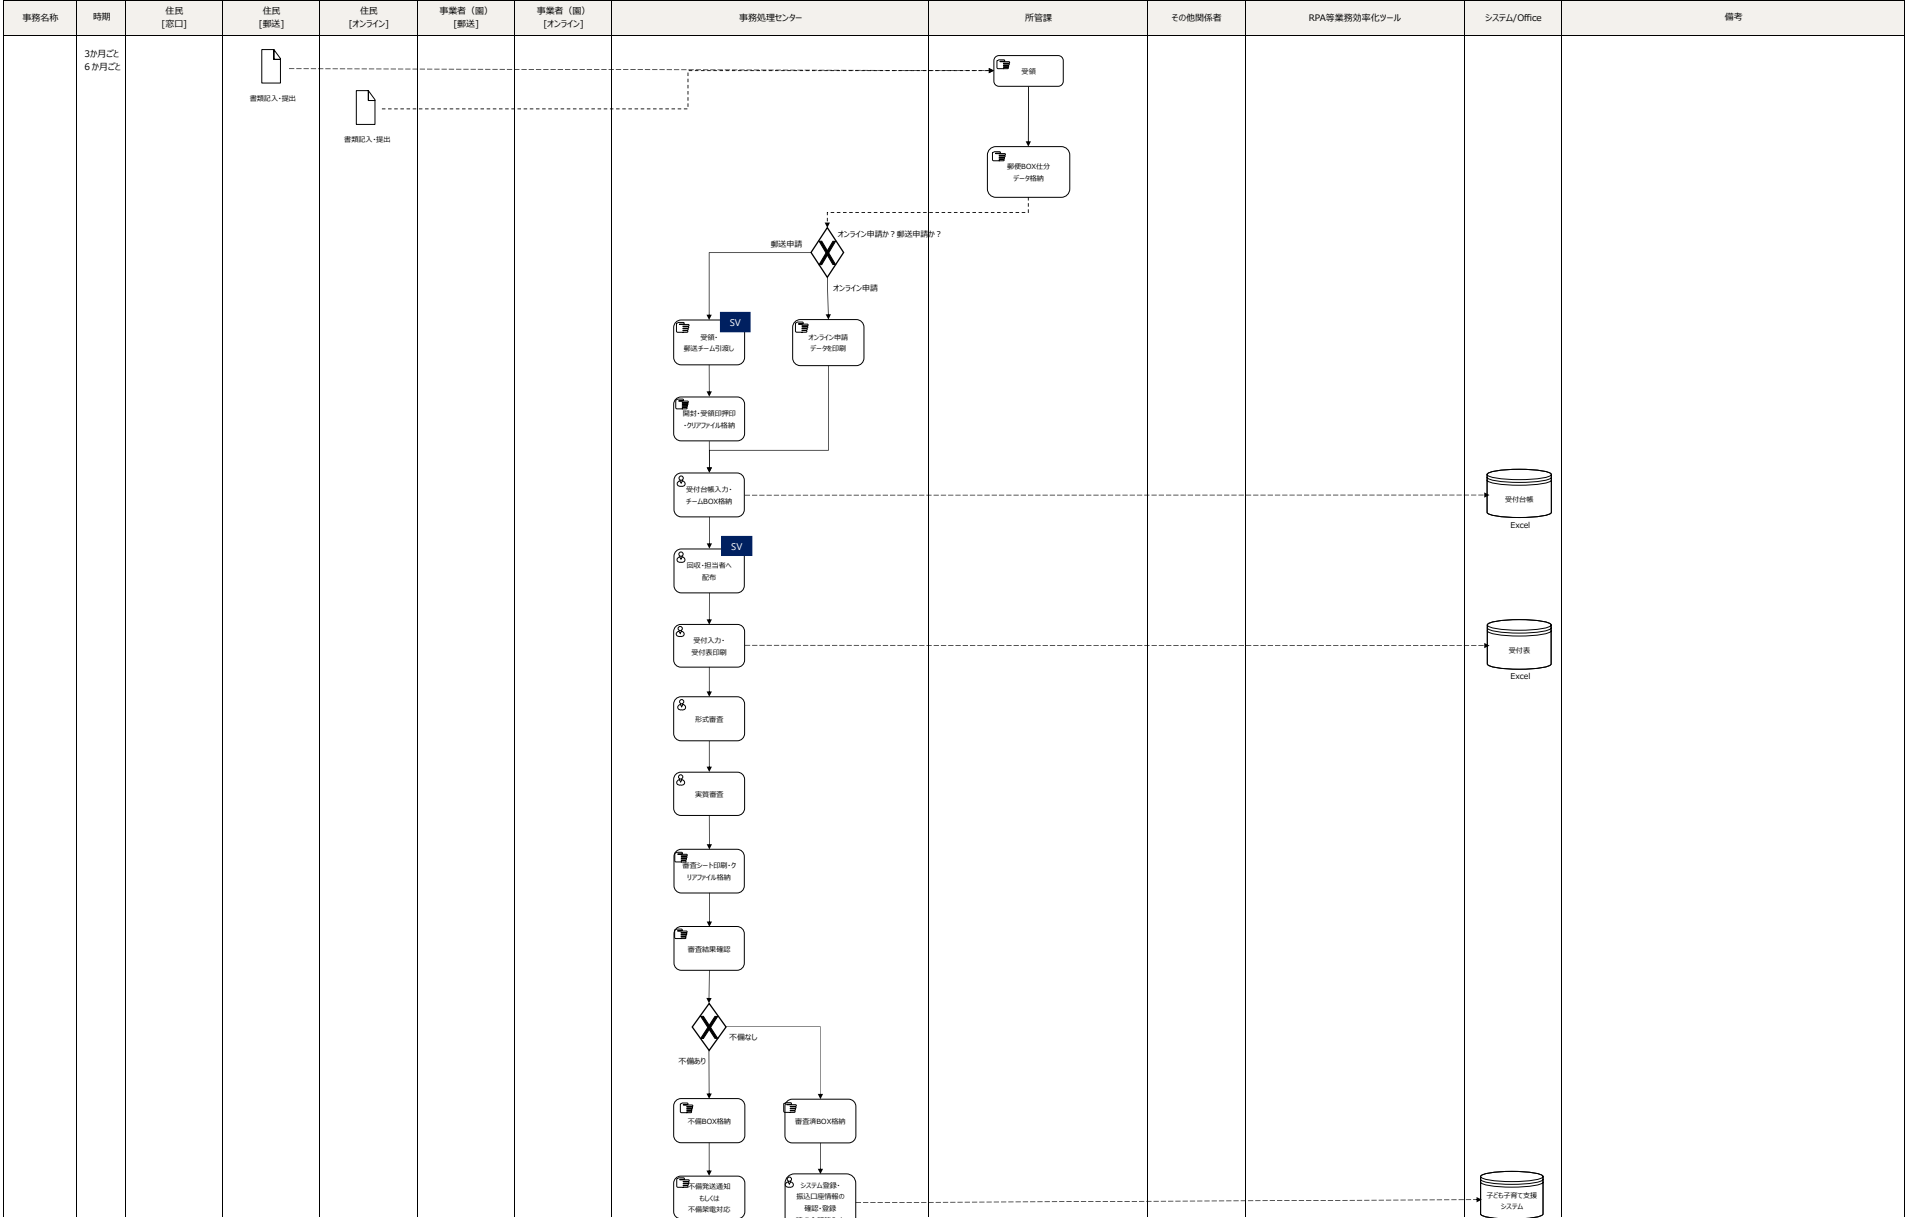 事務名称
時期
住民
[窓口]
住民
[郵送]
住民
[オンライン]
事業者（園）
[郵送]
事業者（園）
[オンライン]
事務処理センター
所管課
その他関係者
RPA等業務効率化ツール
システム/Office
備考
3か月ごと
6か月ごと
書類記入・提出
書類記入・提出
受領
郵便BOX仕分
データ格納
オンライン申請か？郵送申請か？
郵送申請
オンライン申請
SV
受領・
郵送チーム引渡し
オンライン申請
データを印刷
開封・受領印押印
・クリアファイル格納
受付台帳入力・
チームBOX格納
受付台帳
Excel
SV
回収・担当者へ
配布
受付入力・
受付表印刷
受付表
Excel
形式審査
実質審査
審査シート印刷・ク
リアファイル格納
審査結果確認
不備なし
不備あり
不備BOX格納
審査済BOX格納
不備発送通知
もしくは
不備架電対応
システム登録・
振込口座情報の
確認・登録
子ども子育て支援
システム